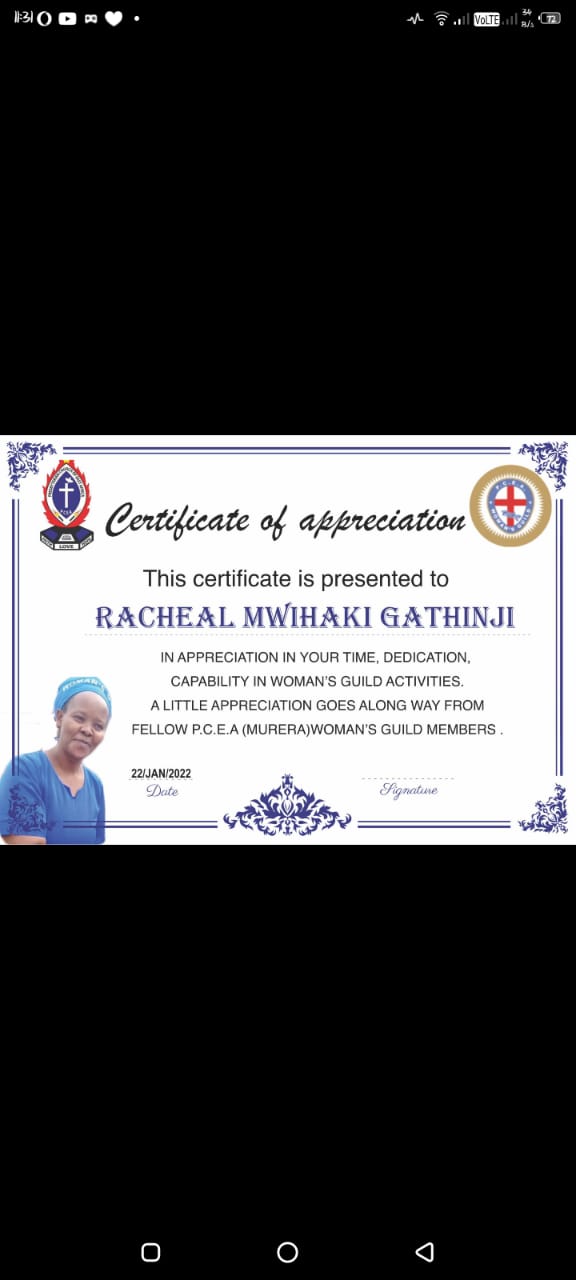 11:31
VoLTE
34
B/s
72
P.C.E.A
LOVE
P.C.E.A
WOMAN'S GUILD
Certificate of appreciation
This certificate is presented to
RACHEAL MWIHAKI GATHINJI
IN APPRECIATION IN YOUR TIME, DEDICATION,
CAPABILITY IN WOMAN'S GUILD ACTIVITIES.
A LITTLE APPRECIATION GOES ALONG WAY FROM
FELLOW P.C.E.A (MURERA)WOMAN'S GUILD MEMBERS .
22/JAN/2022
Date
Signature